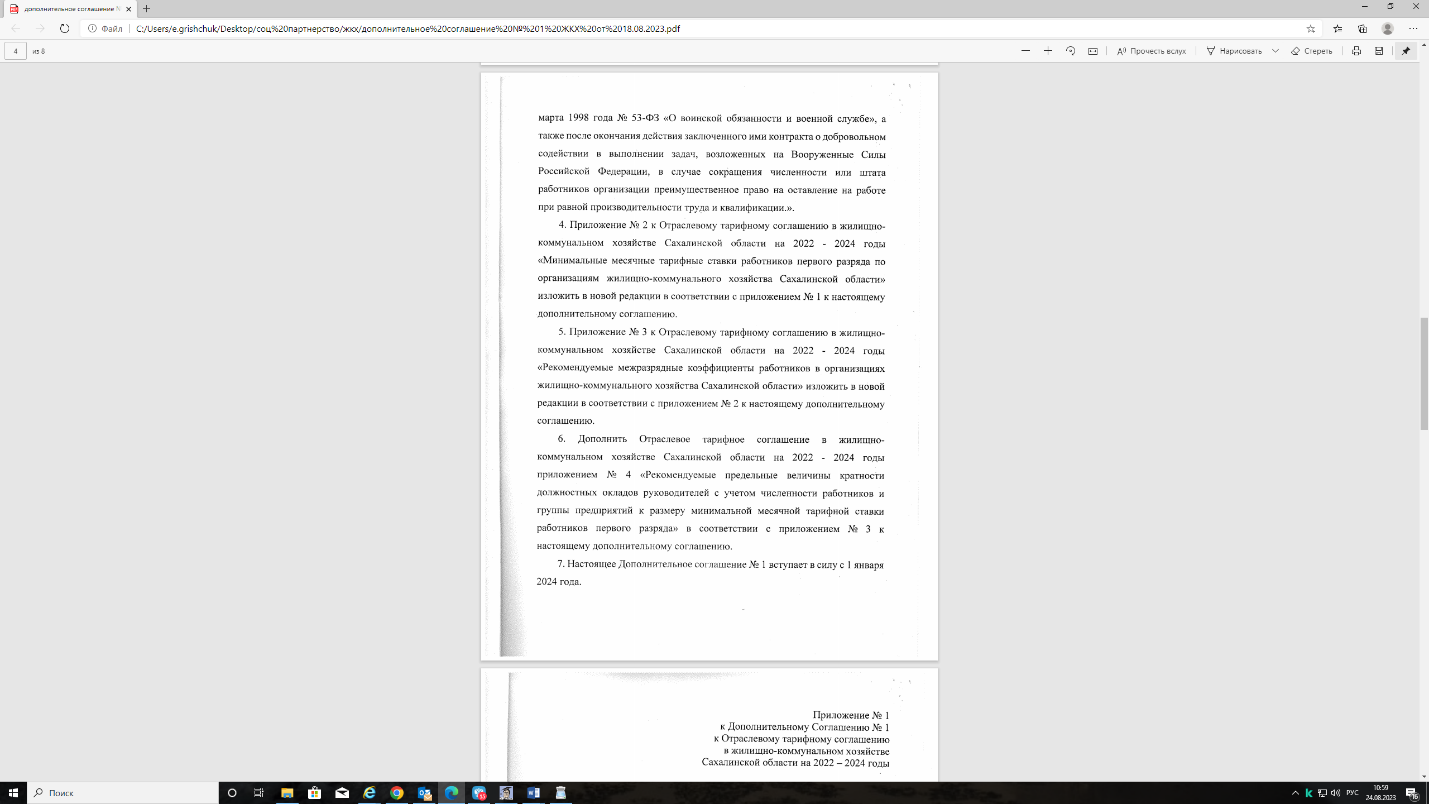 дополнительное соглашение №
Файл
C:/Users/e.grishchuk/Desktop/соц%20партнерство/жкх/дополнительное%20соглашение%20№%201%20ЖКХ%20от%2018.08.2023.pdf
4
из 8
Прочесть вслух
Нарисовать
Стереть
марта 1998 года № 53-ФЗ «О воинской обязанности и военной службе», а
также после окончания действия заключенного ими контракта о добровольном
содействии в выполнении задач, возложенных на Вооруженные Силы
Российской Федерации, в случае сокращения численности или штата
работников организации преимущественное право на оставление на работе
при равной производительности труда и квалификации.».
4. Приложение № 2 к Отраслевому тарифному соглашению в жилищно-
коммунальном хозяйстве Сахалинской области на 2022 - 2024 годы
«Минимальные месячные тарифные ставки работников первого разряда по
организациям жилищно-коммунального хозяйства Сахалинской области»
изложить в новой редакции в соответствии с приложением № 1 к настоящему
дополнительному соглашению.
5. Приложение № 3 к Отраслевому тарифному соглашению в жилищно-
коммунальном хозяйстве Сахалинской области на 2022 - 2024 годы
«Рекомендуемые межразрядные коэффициенты работников в организациях
жилищно-коммунального хозяйства Сахалинской области» изложить в новой
редакции в соответствии с приложением № 2 к настоящему дополнительному
соглашению.
6. Дополнить Отраслевое тарифное соглашение в жилищно-
коммунальном хозяйстве Сахалинской области на 2022 - 2024 годы
приложением № 4 «Рекомендуемые предельные величины кратности
должностных окладов руководителей с учетом численности работников и
группы предприятий к размеру минимальной месячной тарифной ставки
работников первого разряда» в соответствии с приложением № 3 к
настоящему дополнительному соглашению.
7. Настоящее Дополнительное соглашение № 1 вступает в силу с 1 января
2024 года.
Приложение № 1
к Дополнительному Соглашению № 1
к Отраслевому тарифному соглашению
в жилищно-коммунальном хозяйстве
Сахалинской области на 2022 – 2024 годы
Поиск
РУС
10:59
24.08.2023